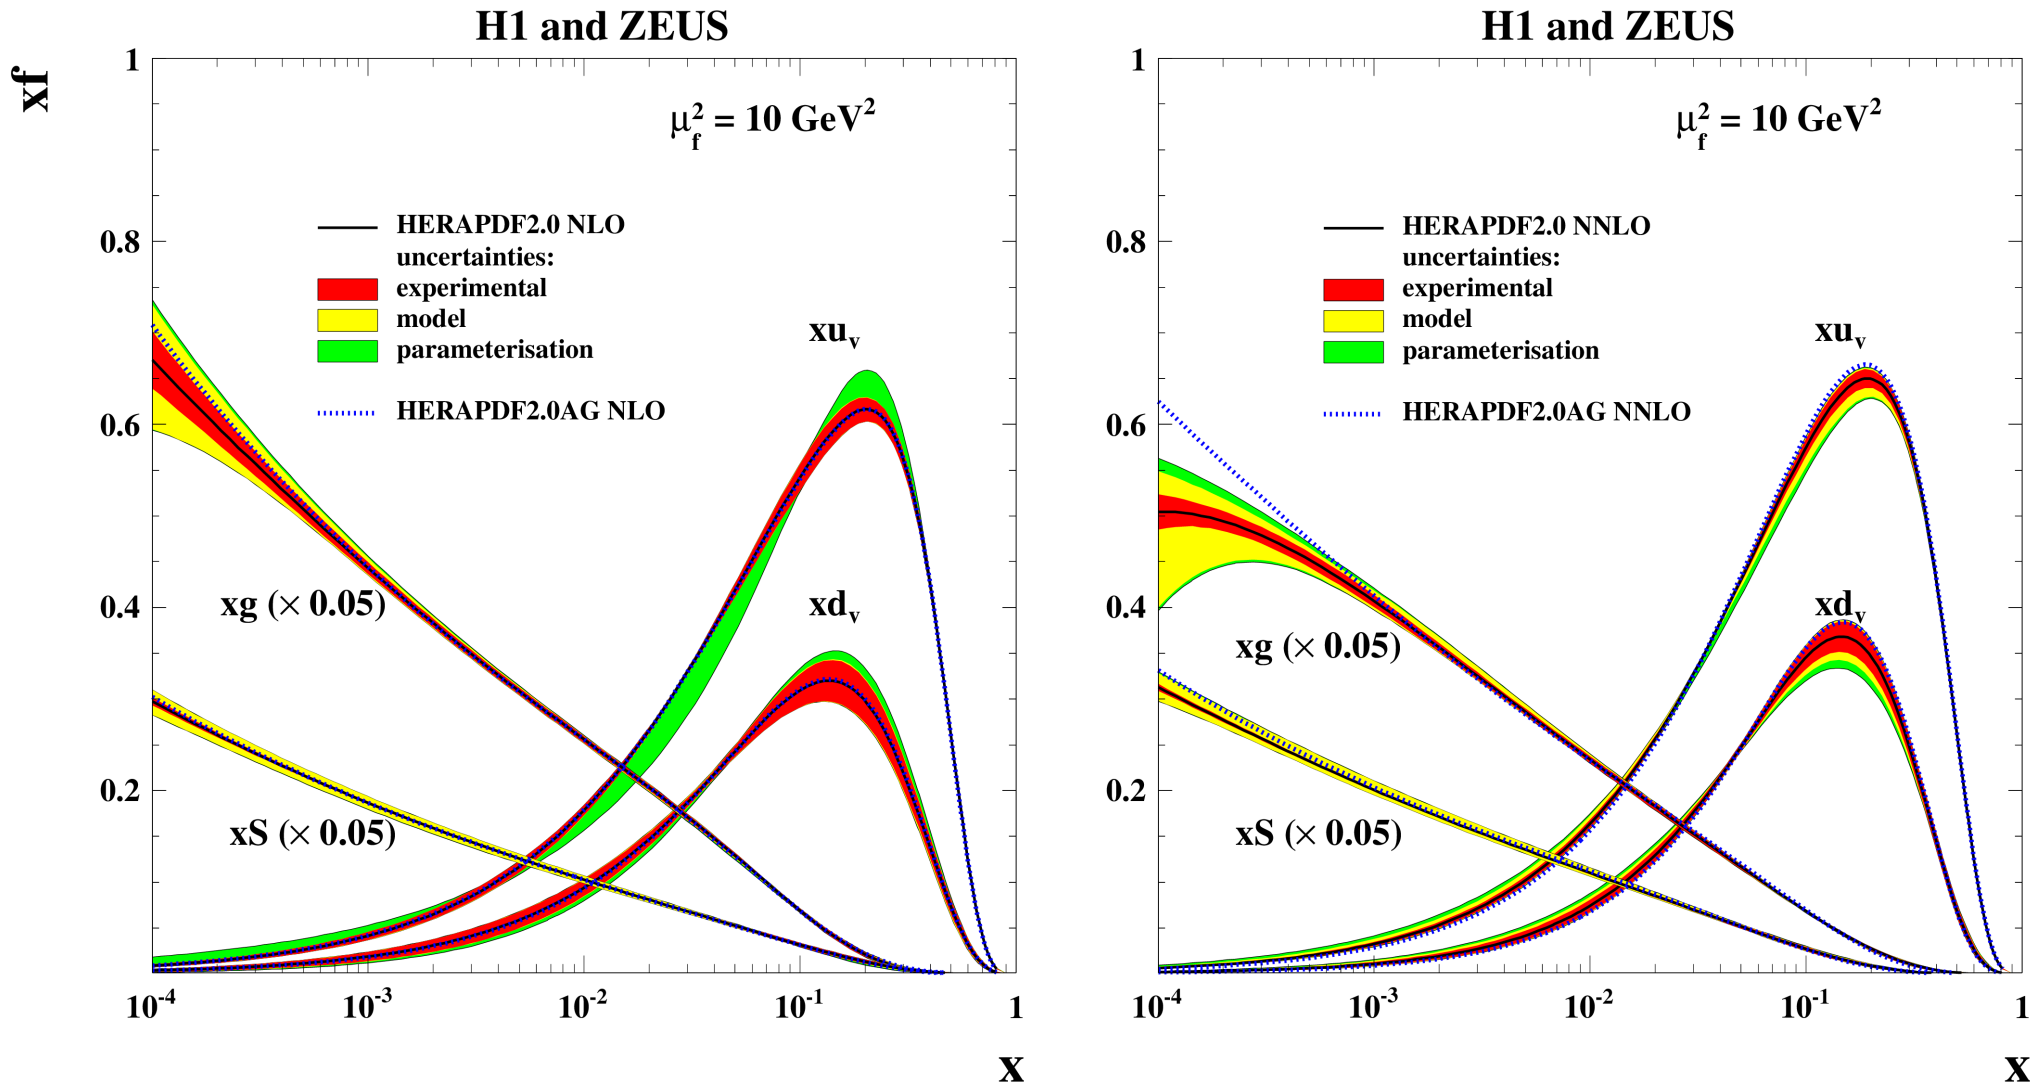 H1 and ZEUS
xf
1
0.8
0.6
0.4
0.2
μ_f^2 = 10 GeV^2
HERAPDF2.0 NLO
uncertainties:
experimental
model
parameterisation
HERAPDF2.0AG NLO
xu_v
xd_v
xg (× 0.05)
xS (× 0.05)
10^-4 10^-3 10^-2 10^-1 1
x
H1 and ZEUS
1
0.8
0.6
0.4
0.2
μ_f^2 = 10 GeV^2
HERAPDF2.0 NNLO
uncertainties:
experimental
model
parameterisation
HERAPDF2.0AG NNLO
xu_v
xd_v
xg (× 0.05)
xS (× 0.05)
10^-4 10^-3 10^-2 10^-1 1
x